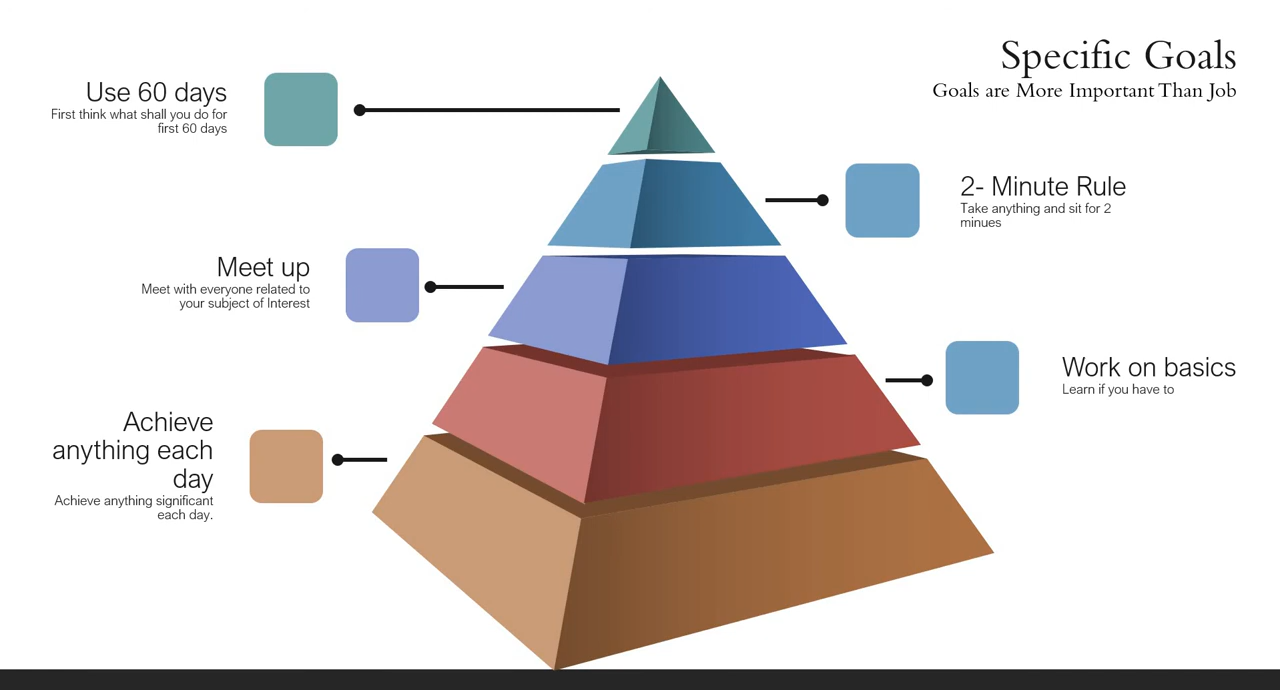 Specific Goals
Goals are More Important Than Job
Use 60 days
First think what shall you do for
first 60 days
2- Minute Rule
Take anything and sit for 2
minues
Meet up
Meet with everyone related to
your subject of Interest
Work on basics
Learn if you have to
Achieve
anything each
day
Achieve anything significant
each day.